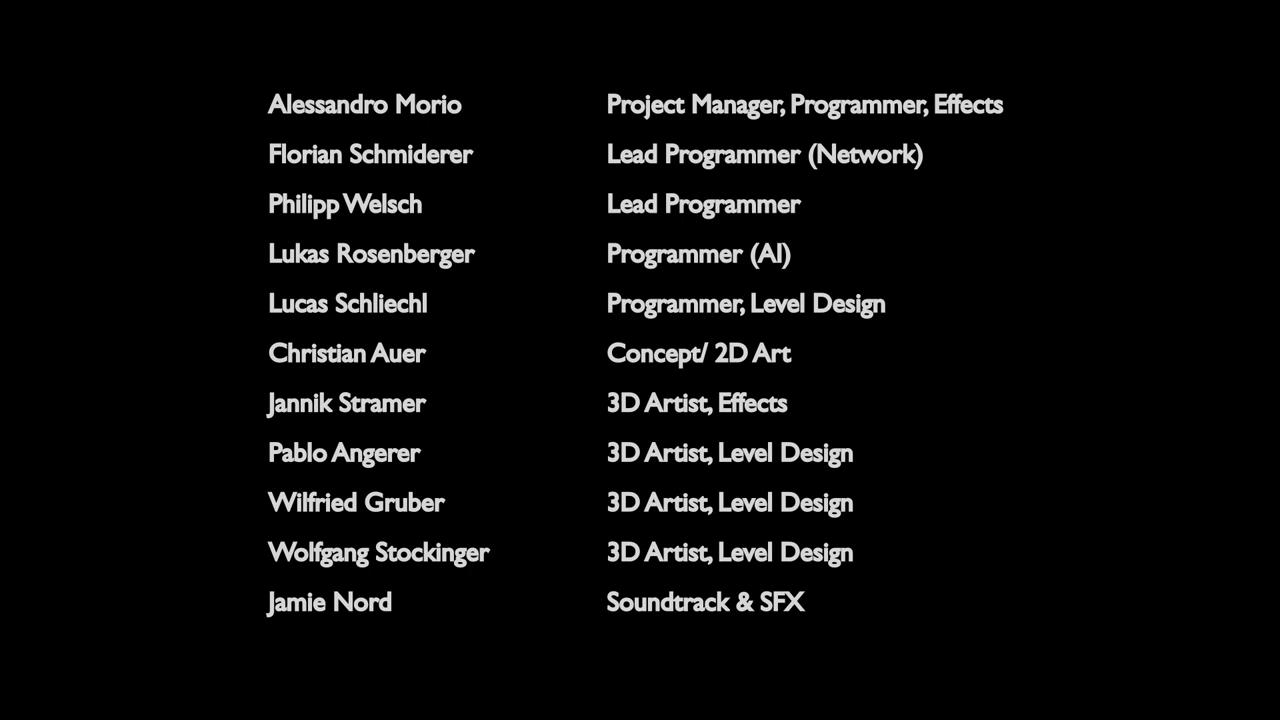 Alessandro Morio Project Manager, Programmer, Effects
Florian Schmiderer Lead Programmer (Network)
Philipp Welsch Lead Programmer
Lukas Rosenberger Programmer (AI)
Lucas Schliechl Programmer, Level Design
Christian Auer Concept/ 2D Art
Jannik Stramer 3D Artist, Effects
Pablo Angerer 3D Artist, Level Design
Wilfried Gruber 3D Artist, Level Design
Wolfgang Stockinger 3D Artist, Level Design
Jamie Nord Soundtrack & SFX